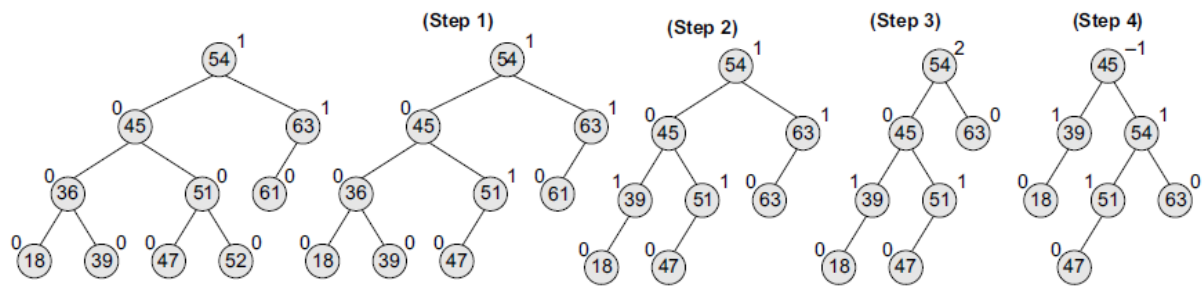 54 1
0 45 63 1
0 36 51 0 61 0
0 18 39 0 0 47 52 0
(Step 1)
54 1
0 45 63 1
0 36 51 1 0 61
0 18 39 0 0 47
(Step 2)
54 1
0 45 63 1
1 39 51 1 0 63
0 18 0 47
(Step 3)
54 2
0 45 63 0
1 39 51 1
0 18 0 47
(Step 4)
45 –1
1 39 54 1
0 18 1 51 63 0
0 47